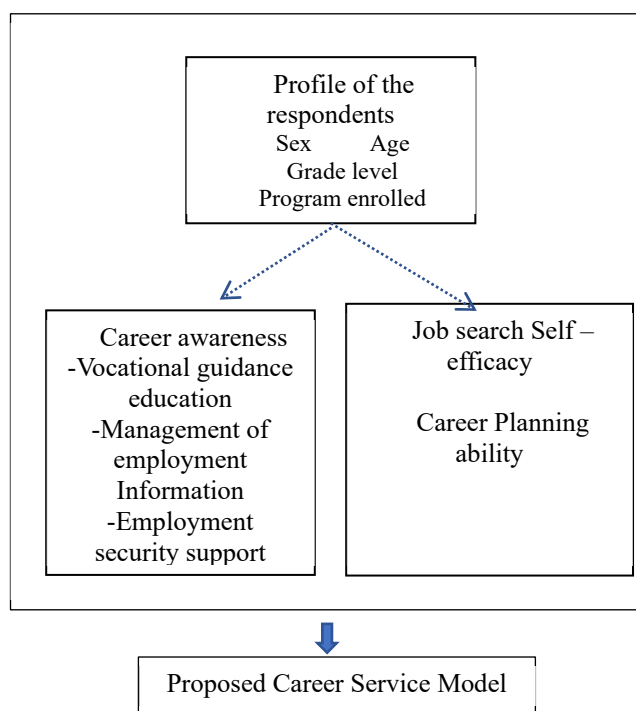 Profile of the
respondents
Sex Age
Grade level
Program enrolled
Career awareness
-Vocational guidance
education
-Management of
employment
Information
-Employment
security support
Job search Self –
efficacy
Career Planning
ability
Proposed Career Service Model